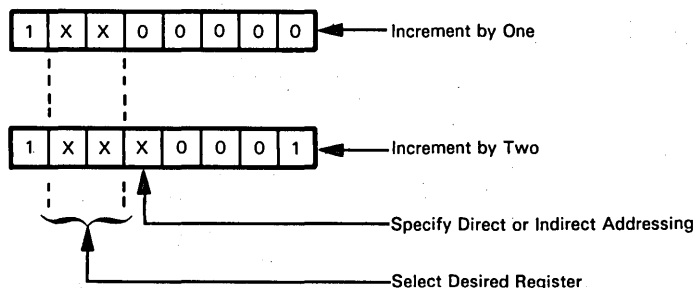 1 X X 0 0 0 0 0 Increment by One
1 X X X 0 0 0 1 Increment by Two
Specify Direct or Indirect Addressing
Select Desired Register